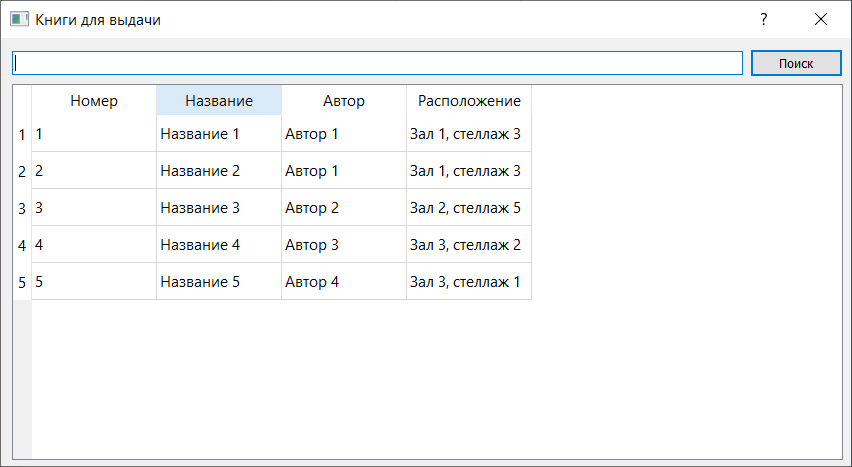 Книги для выдачи ?
Поиск
Номер Название Автор Расположение
1 1 Название 1 Автор 1 Зал 1, стеллаж 3
2 2 Название 2 Автор 1 Зал 1, стеллаж 3
3 3 Название 3 Автор 2 Зал 2, стеллаж 5
4 4 Название 4 Автор 3 Зал 3, стеллаж 2
5 5 Название 5 Автор 4 Зал 3, стеллаж 1